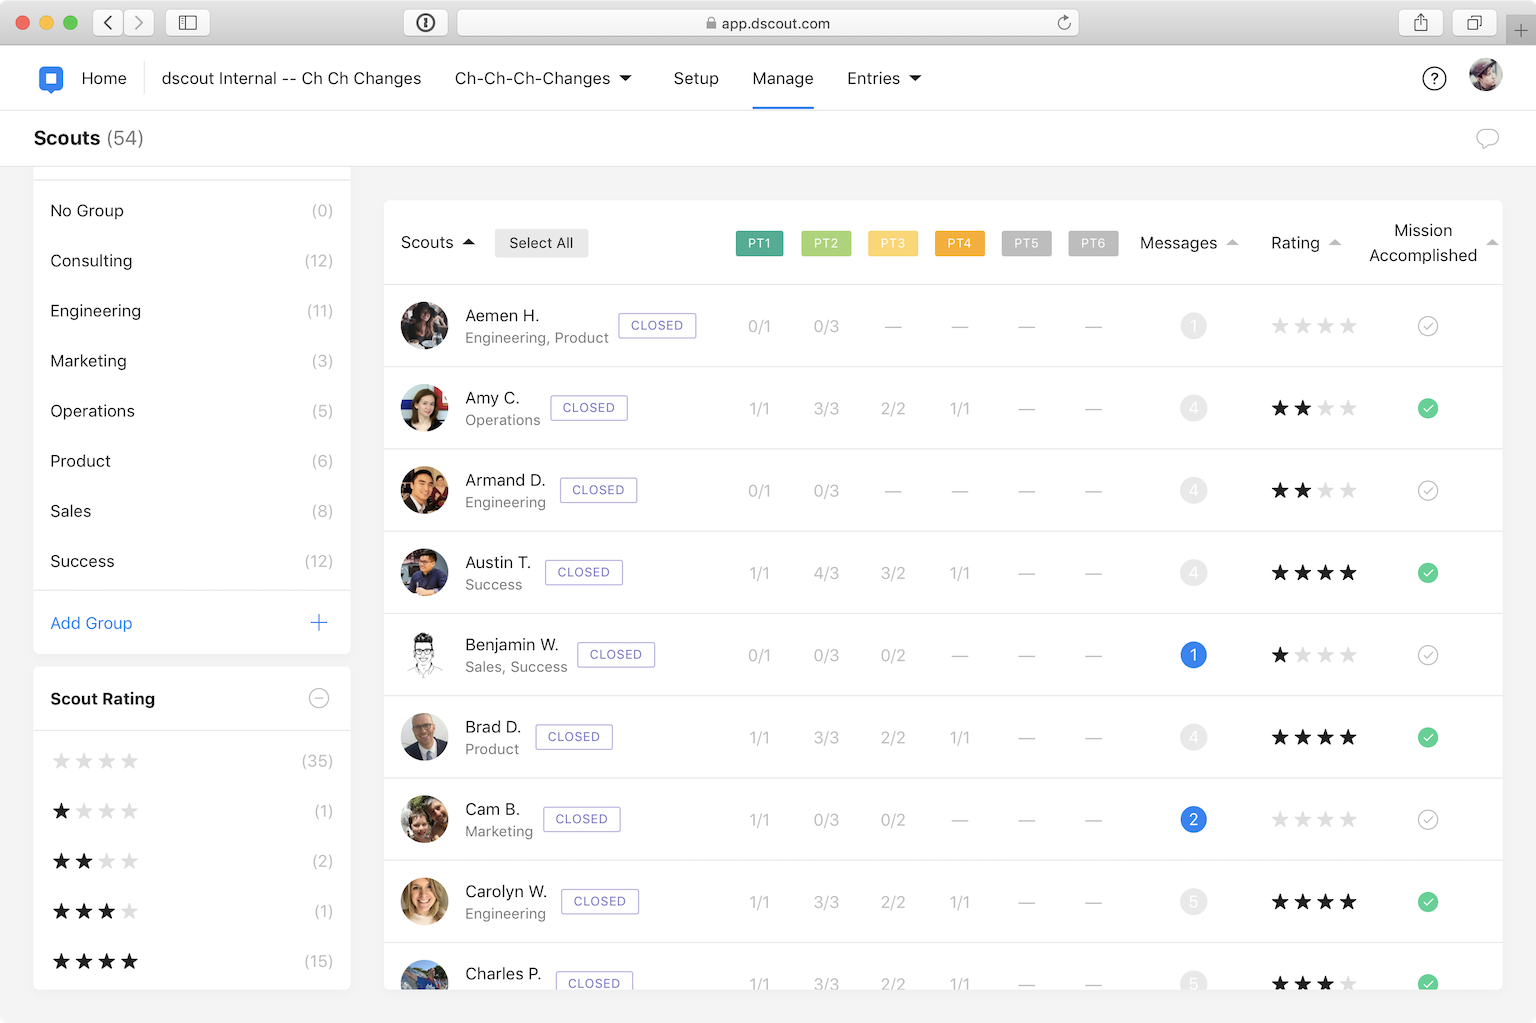 app.dscout.com
Home
dscout Internal -- Ch Ch Changes
Ch-Ch-Ch-Changes
Setup
Manage
Entries
?
Scouts (54)
No Group (0)
Consulting (12)
Engineering (11)
Marketing (3)
Operations (5)
Product (6)
Sales (8)
Success (12)
Add Group
Scout Rating
(35)
(1)
(2)
(1)
(15)
Scouts Select All PT1 PT2 PT3 PT4 PT5 PT6 Messages Rating Mission
Accomplished
Aemen H.
Engineering, Product
CLOSED 0/1 0/3 — — — — 1
Amy C.
Operations
CLOSED 1/1 3/3 2/2 1/1 — — 4
Armand D.
Engineering
CLOSED 0/1 0/3 — — — — 4
Austin T.
Success
CLOSED 1/1 4/3 3/2 1/1 — — 4
Benjamin W.
Sales, Success
CLOSED 0/1 0/3 0/2 — — — 1
Brad D.
Product
CLOSED 1/1 3/3 2/2 1/1 — — 4
Cam B.
Marketing
CLOSED 1/1 0/3 0/2 — — — 2
Carolyn W.
Engineering
CLOSED 1/1 3/3 2/2 1/1 — — 5
Charles P.
CLOSED 1/1 3/3 2/2 1/1 — — 5